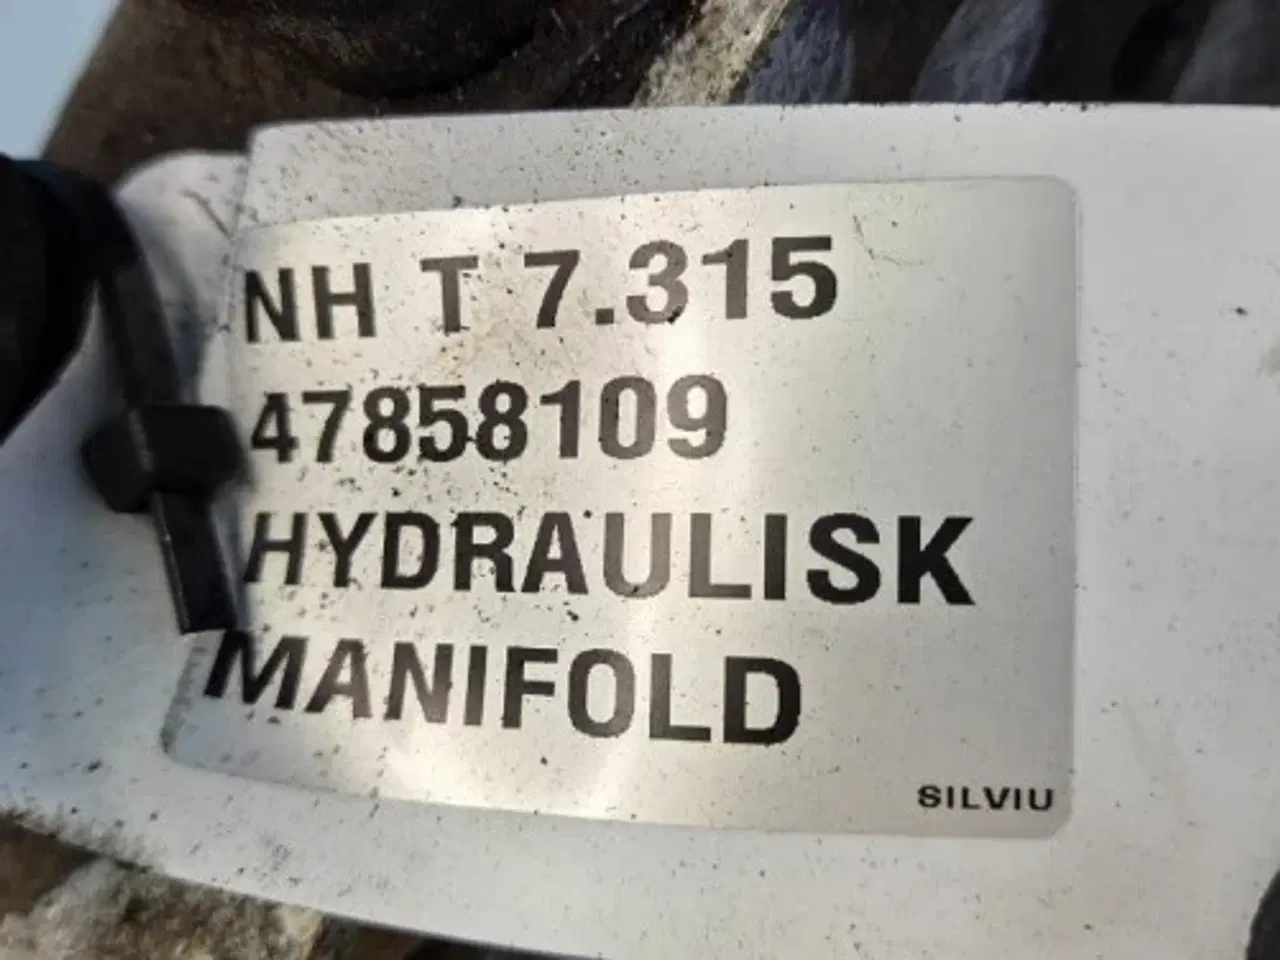 NH T 7.315
47858109
HYDRAULISK
MANIFOLD
SILVIU